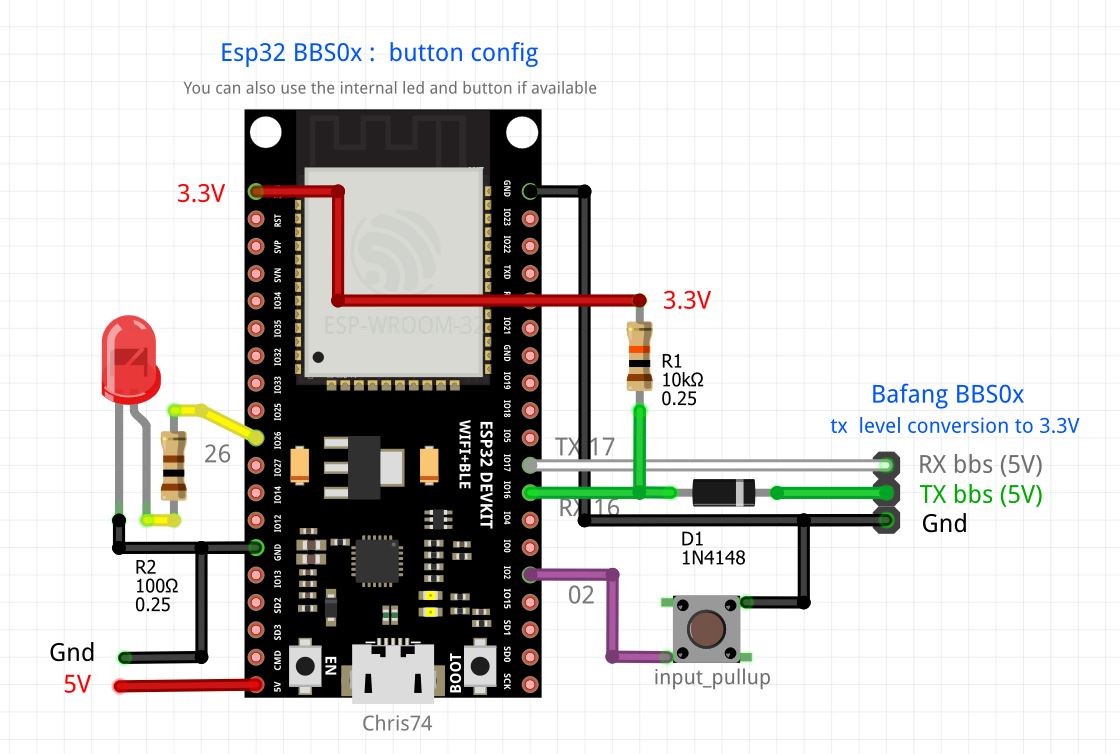 Esp32 BBS0x : button config
You can also use the internal led and button if available
3.3V
RST
SVP
SVN
IO34
IO35
IO32
IO33
IO25
IO26
IO27
IO14
IO12
GND
IO13
SD2
SD3
CMD
5V
GND
IO23
IO22
TXD
IO21
GND
IO19
IO18
IO5
IO17
IO16
IO4
IO0
IO2
IO15
SD1
SD0
SCK
ESP-WROOM-32
ESP32 DEVKIT
WIFI+BLE
EN
BOOT
3.3V
R1
10kΩ
0.25
Bafang BBS0x
tx level conversion to 3.3V
26
TX 17
RX 16
RX bbs (5V)
TX bbs (5V)
Gnd
D1
1N4148
R2
100Ω
0.25
02
Gnd
5V
input_pullup
Chris74